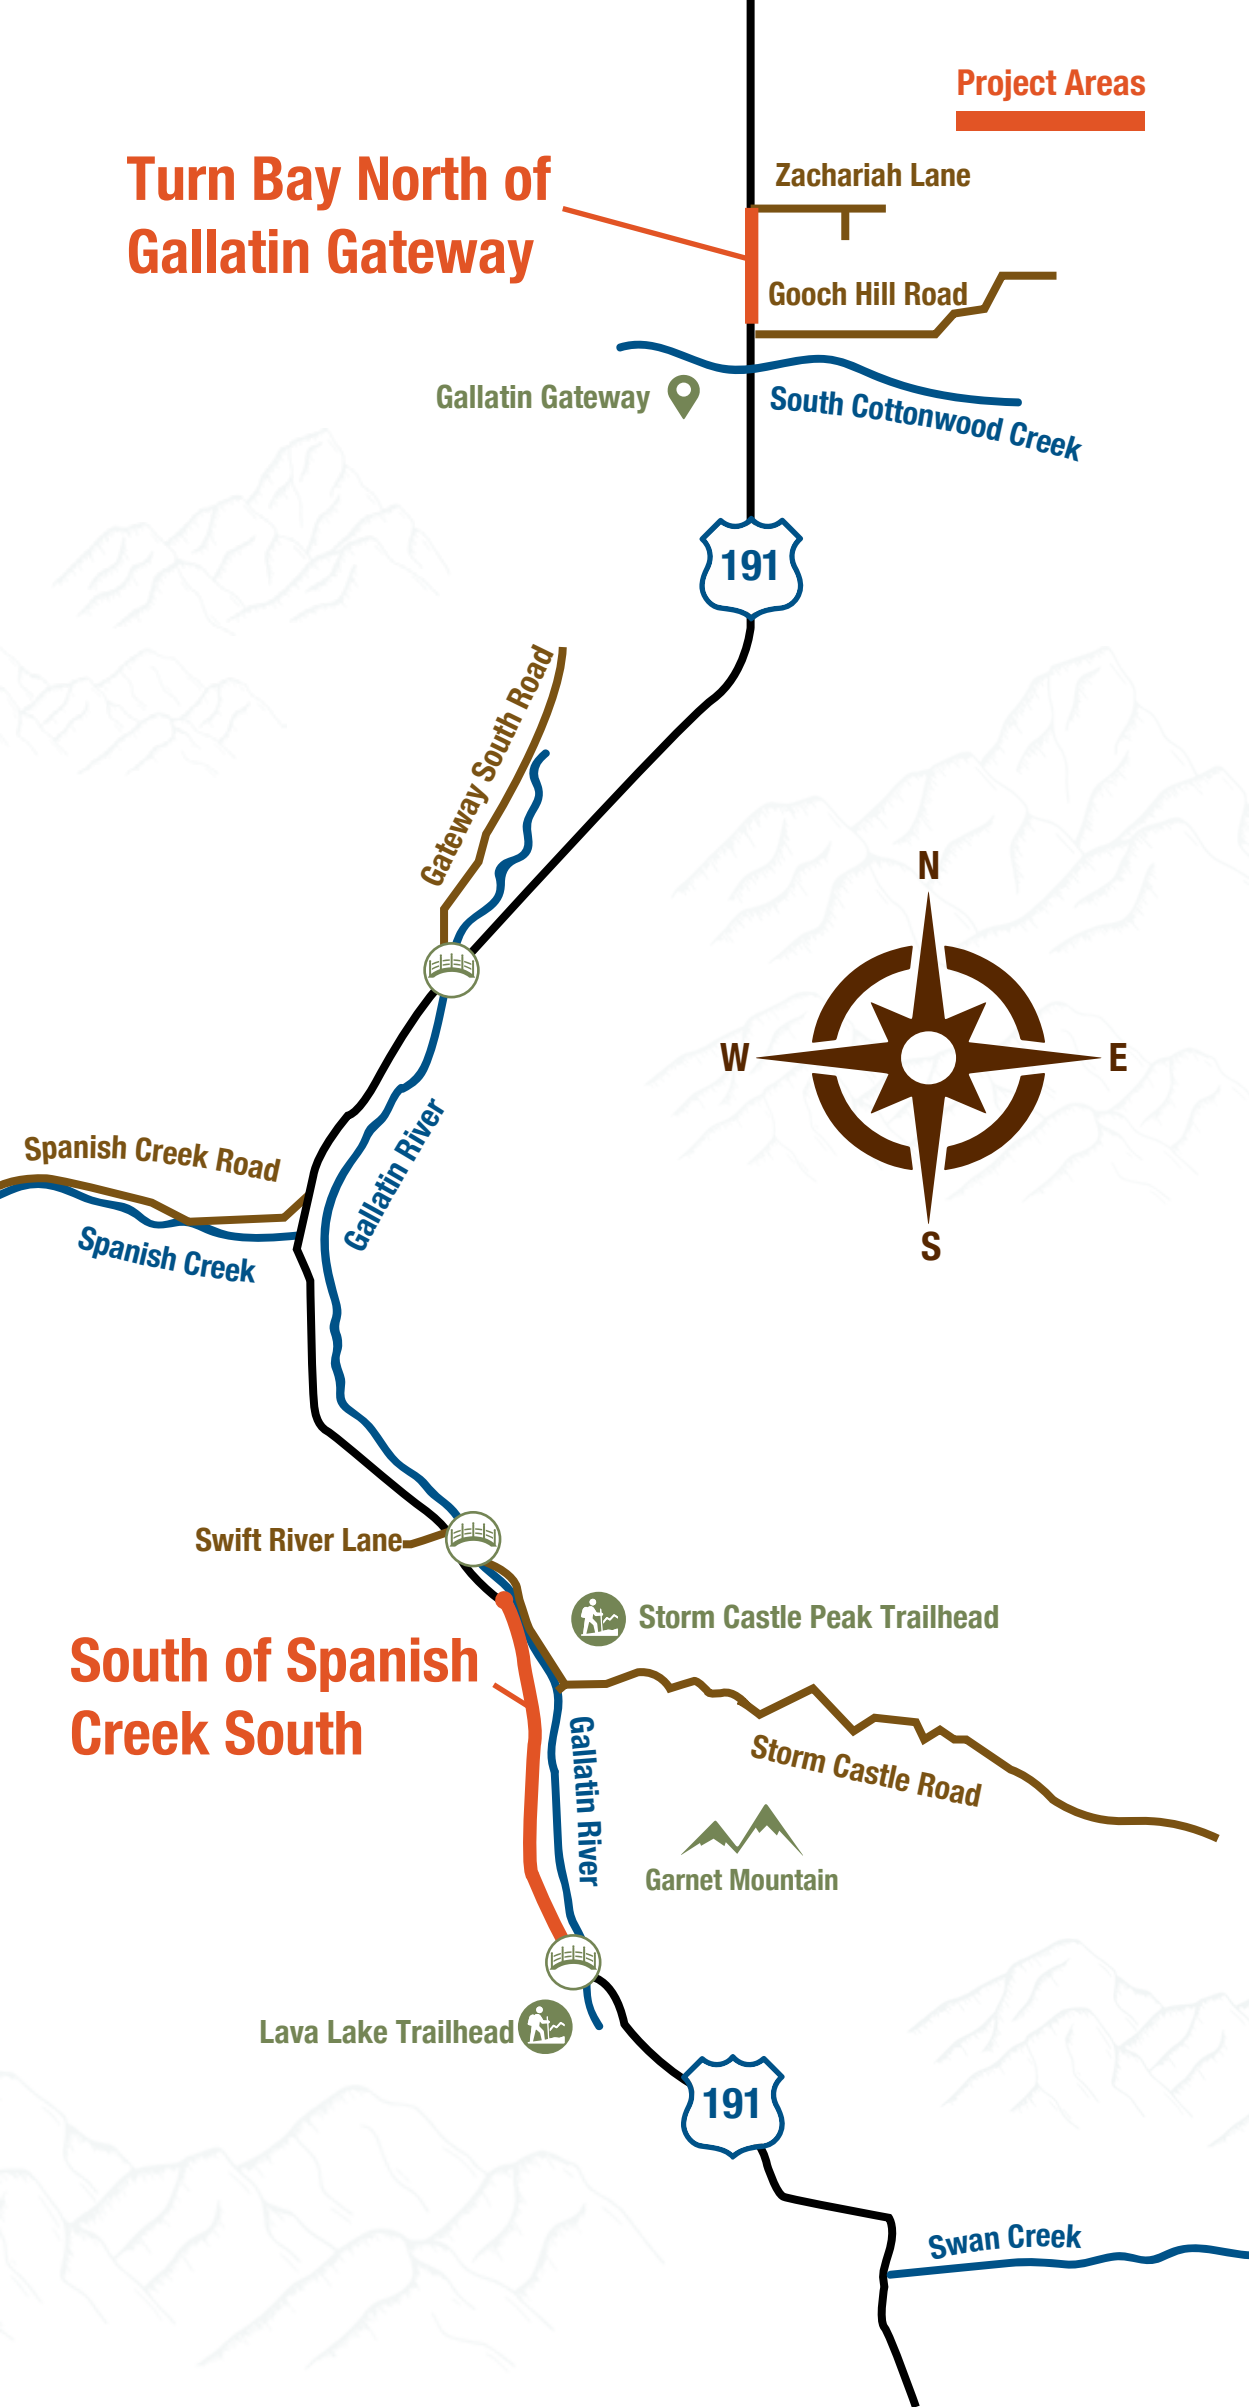 Project Areas
Turn Bay North of
Gallatin Gateway
Zachariah Lane
Gooch Hill Road
Gallatin Gateway
South Cottonwood Creek
191
Gateway South Road
N
W
E
S
Gallatin River
Spanish Creek Road
Spanish Creek
Swift River Lane
Storm Castle Peak Trailhead
South of Spanish
Creek South
Gallatin River
Storm Castle Road
Garnet Mountain
Lava Lake Trailhead
191
Swan Creek